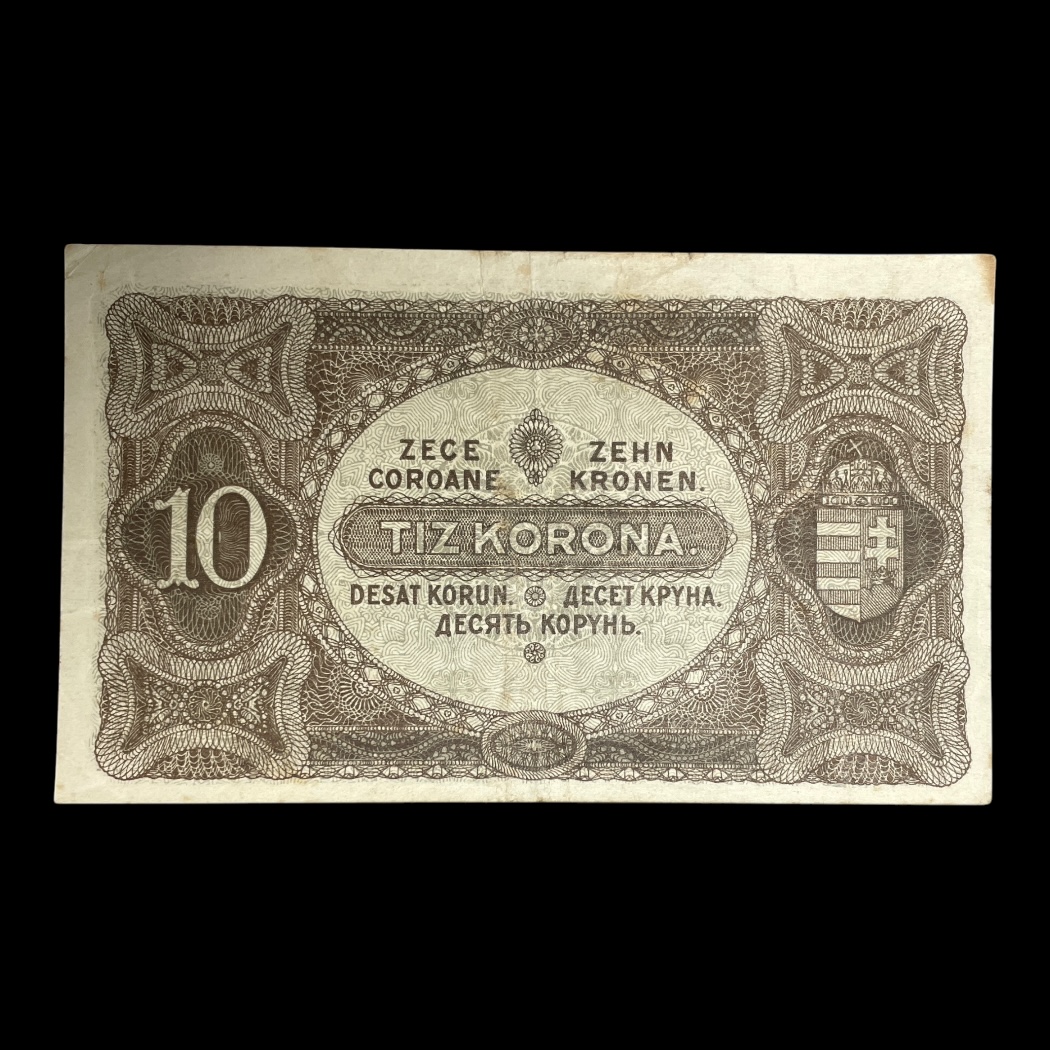 ZECE
COROANE
ZEHN
KRONEN.
10
TIZ KORONA.
DESAT KORUN. ДЕСЕТ КРУНА.
ДЕСЯТЬ КОРУНЬ.